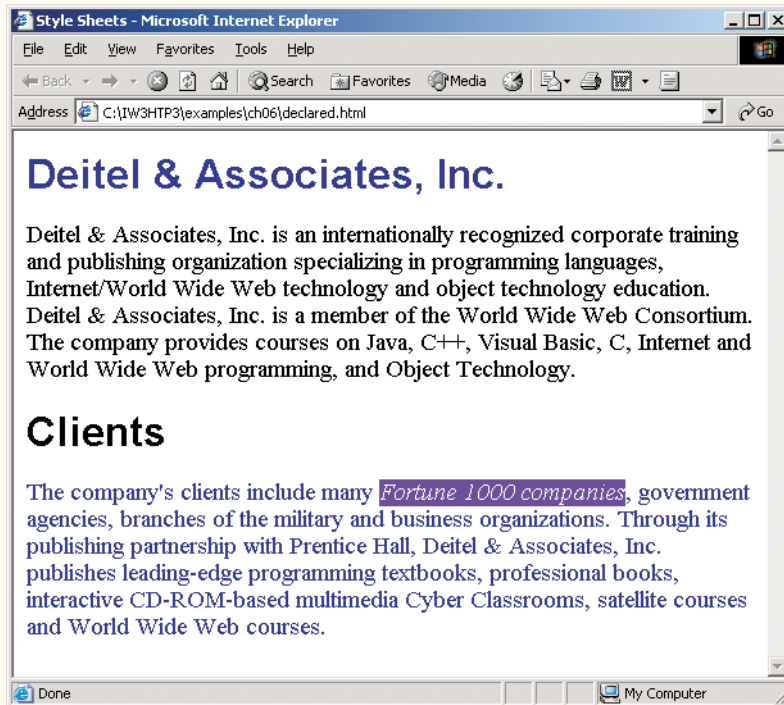 Style Sheets - Microsoft Internet Explorer
File Edit View Favorites Tools Help
Back Search Favorites Media W
Address C:\IW3HTP3\examples\ch06\declared.html Go
Deitel & Associates, Inc.
Deitel & Associates, Inc. is an internationally recognized corporate training
and publishing organization specializing in programming languages,
Internet/World Wide Web technology and object technology education.
Deitel & Associates, Inc. is a member of the World Wide Web Consortium.
The company provides courses on Java, C++, Visual Basic, C, Internet and
World Wide Web programming, and Object Technology.
Clients
The company's clients include many Fortune 1000 companies, government
agencies, branches of the military and business organizations. Through its
publishing partnership with Prentice Hall, Deitel & Associates, Inc.
publishes leading-edge programming textbooks, professional books,
interactive CD-ROM-based multimedia Cyber Classrooms, satellite courses
and World Wide Web courses.
Done My Computer